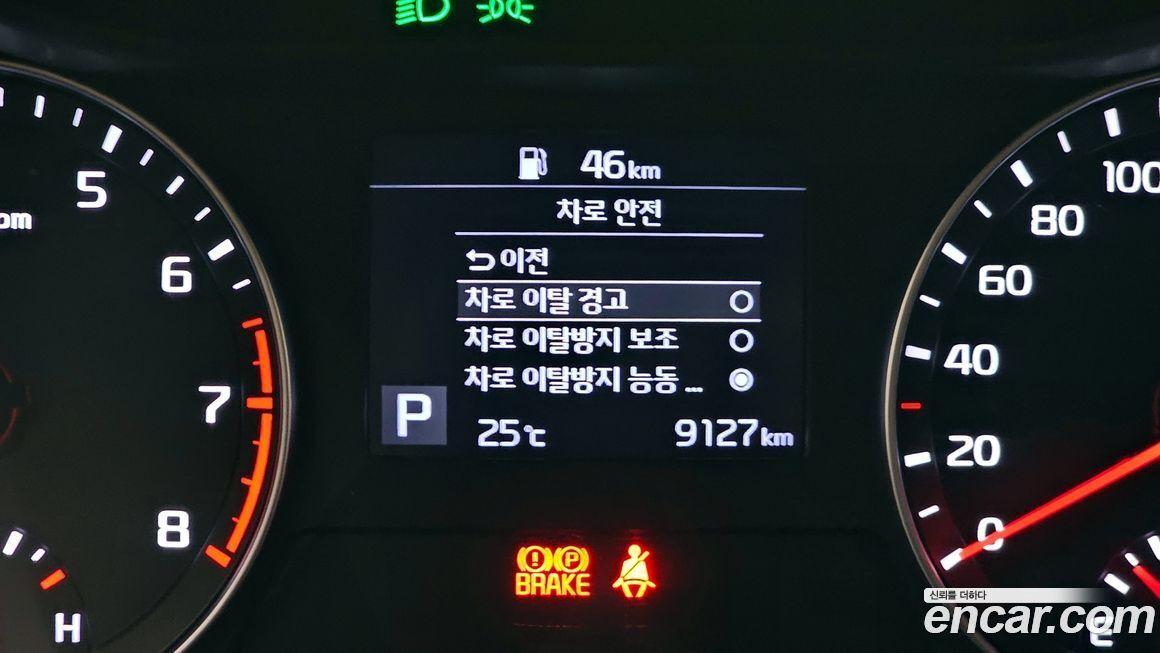 46km
차로 안전
이전
차로 이탈 경고
차로 이탈방지 보조
차로 이탈방지 능동 ...
P
25℃
9127km
5
6
7
8
H
100
80
60
40
20
0
E
P
BRAKE
신뢰를 더하다
encar.com